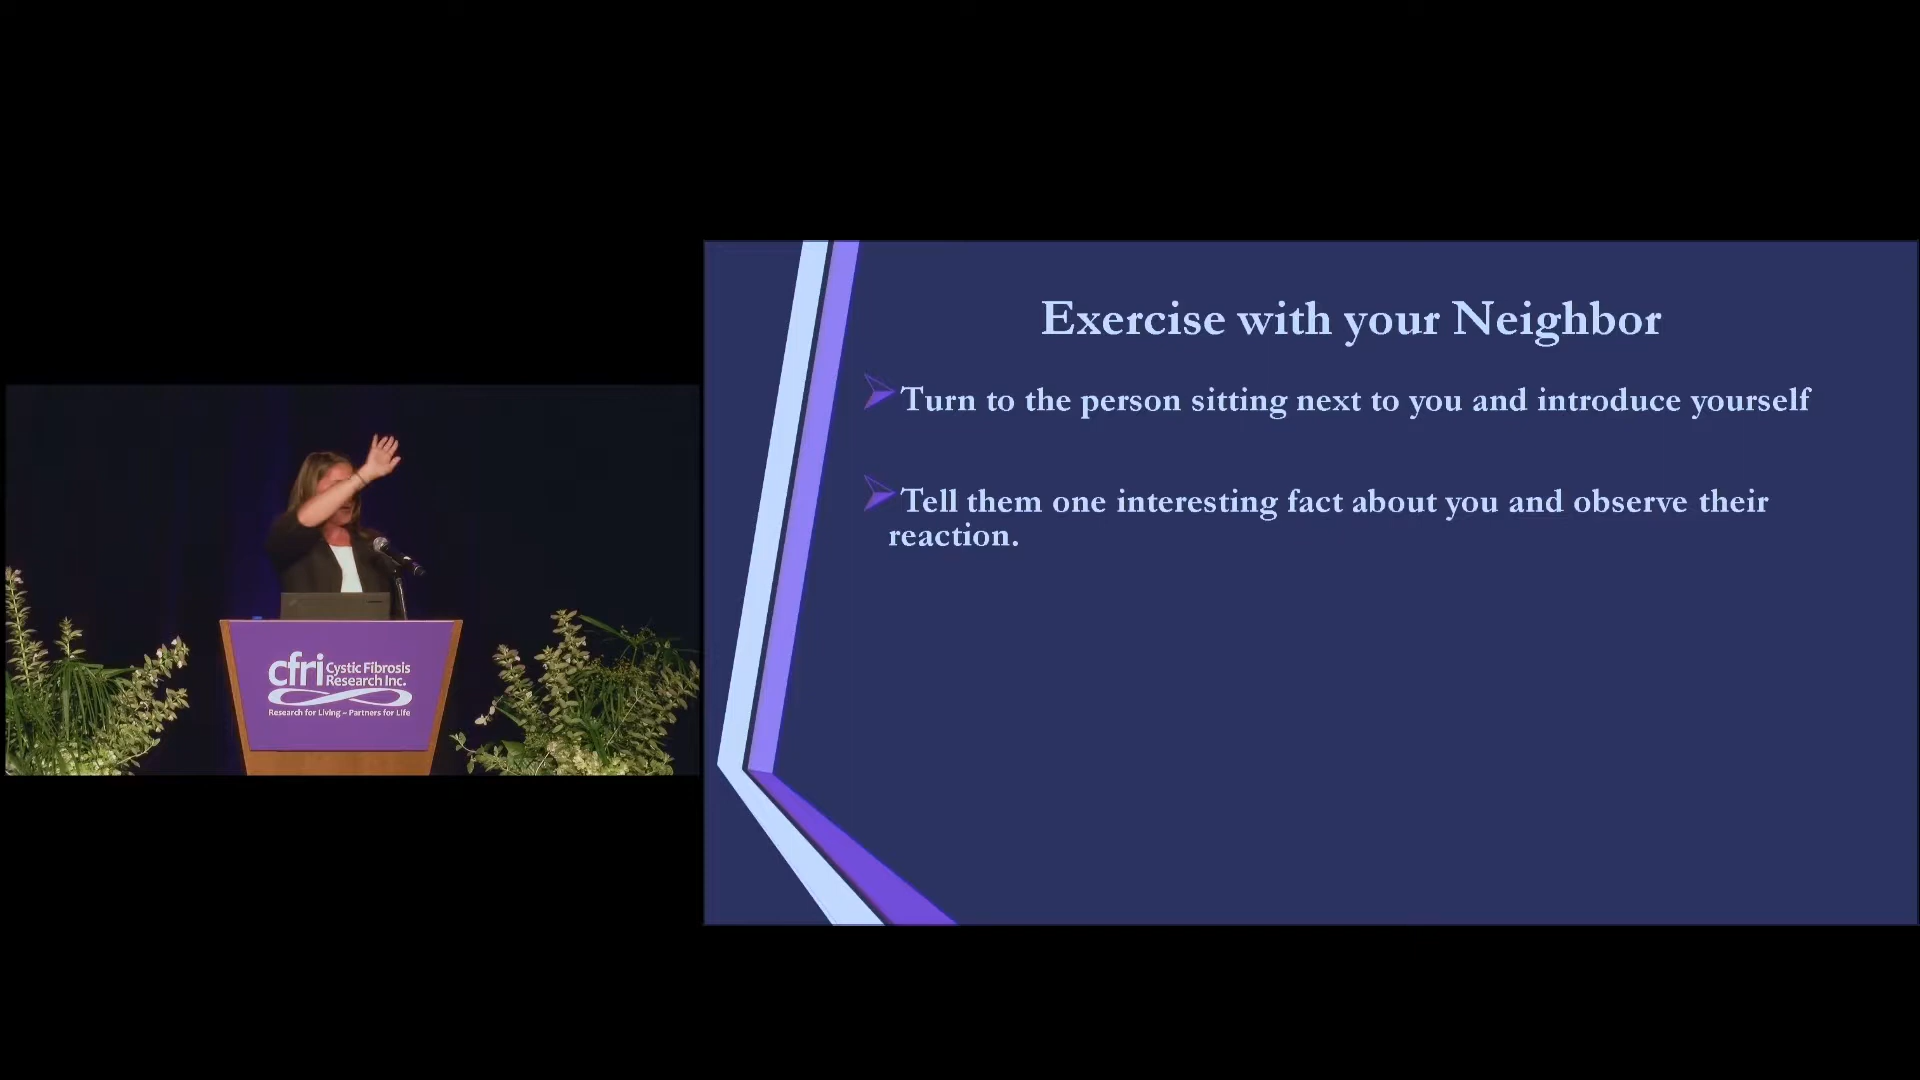 Exercise with your Neighbor
Turn to the person sitting next to you and introduce yourself
Tell them one interesting fact about you and observe their
reaction.
cfri Cystic Fibrosis
Research Inc.
Research for Living – Partners for Life